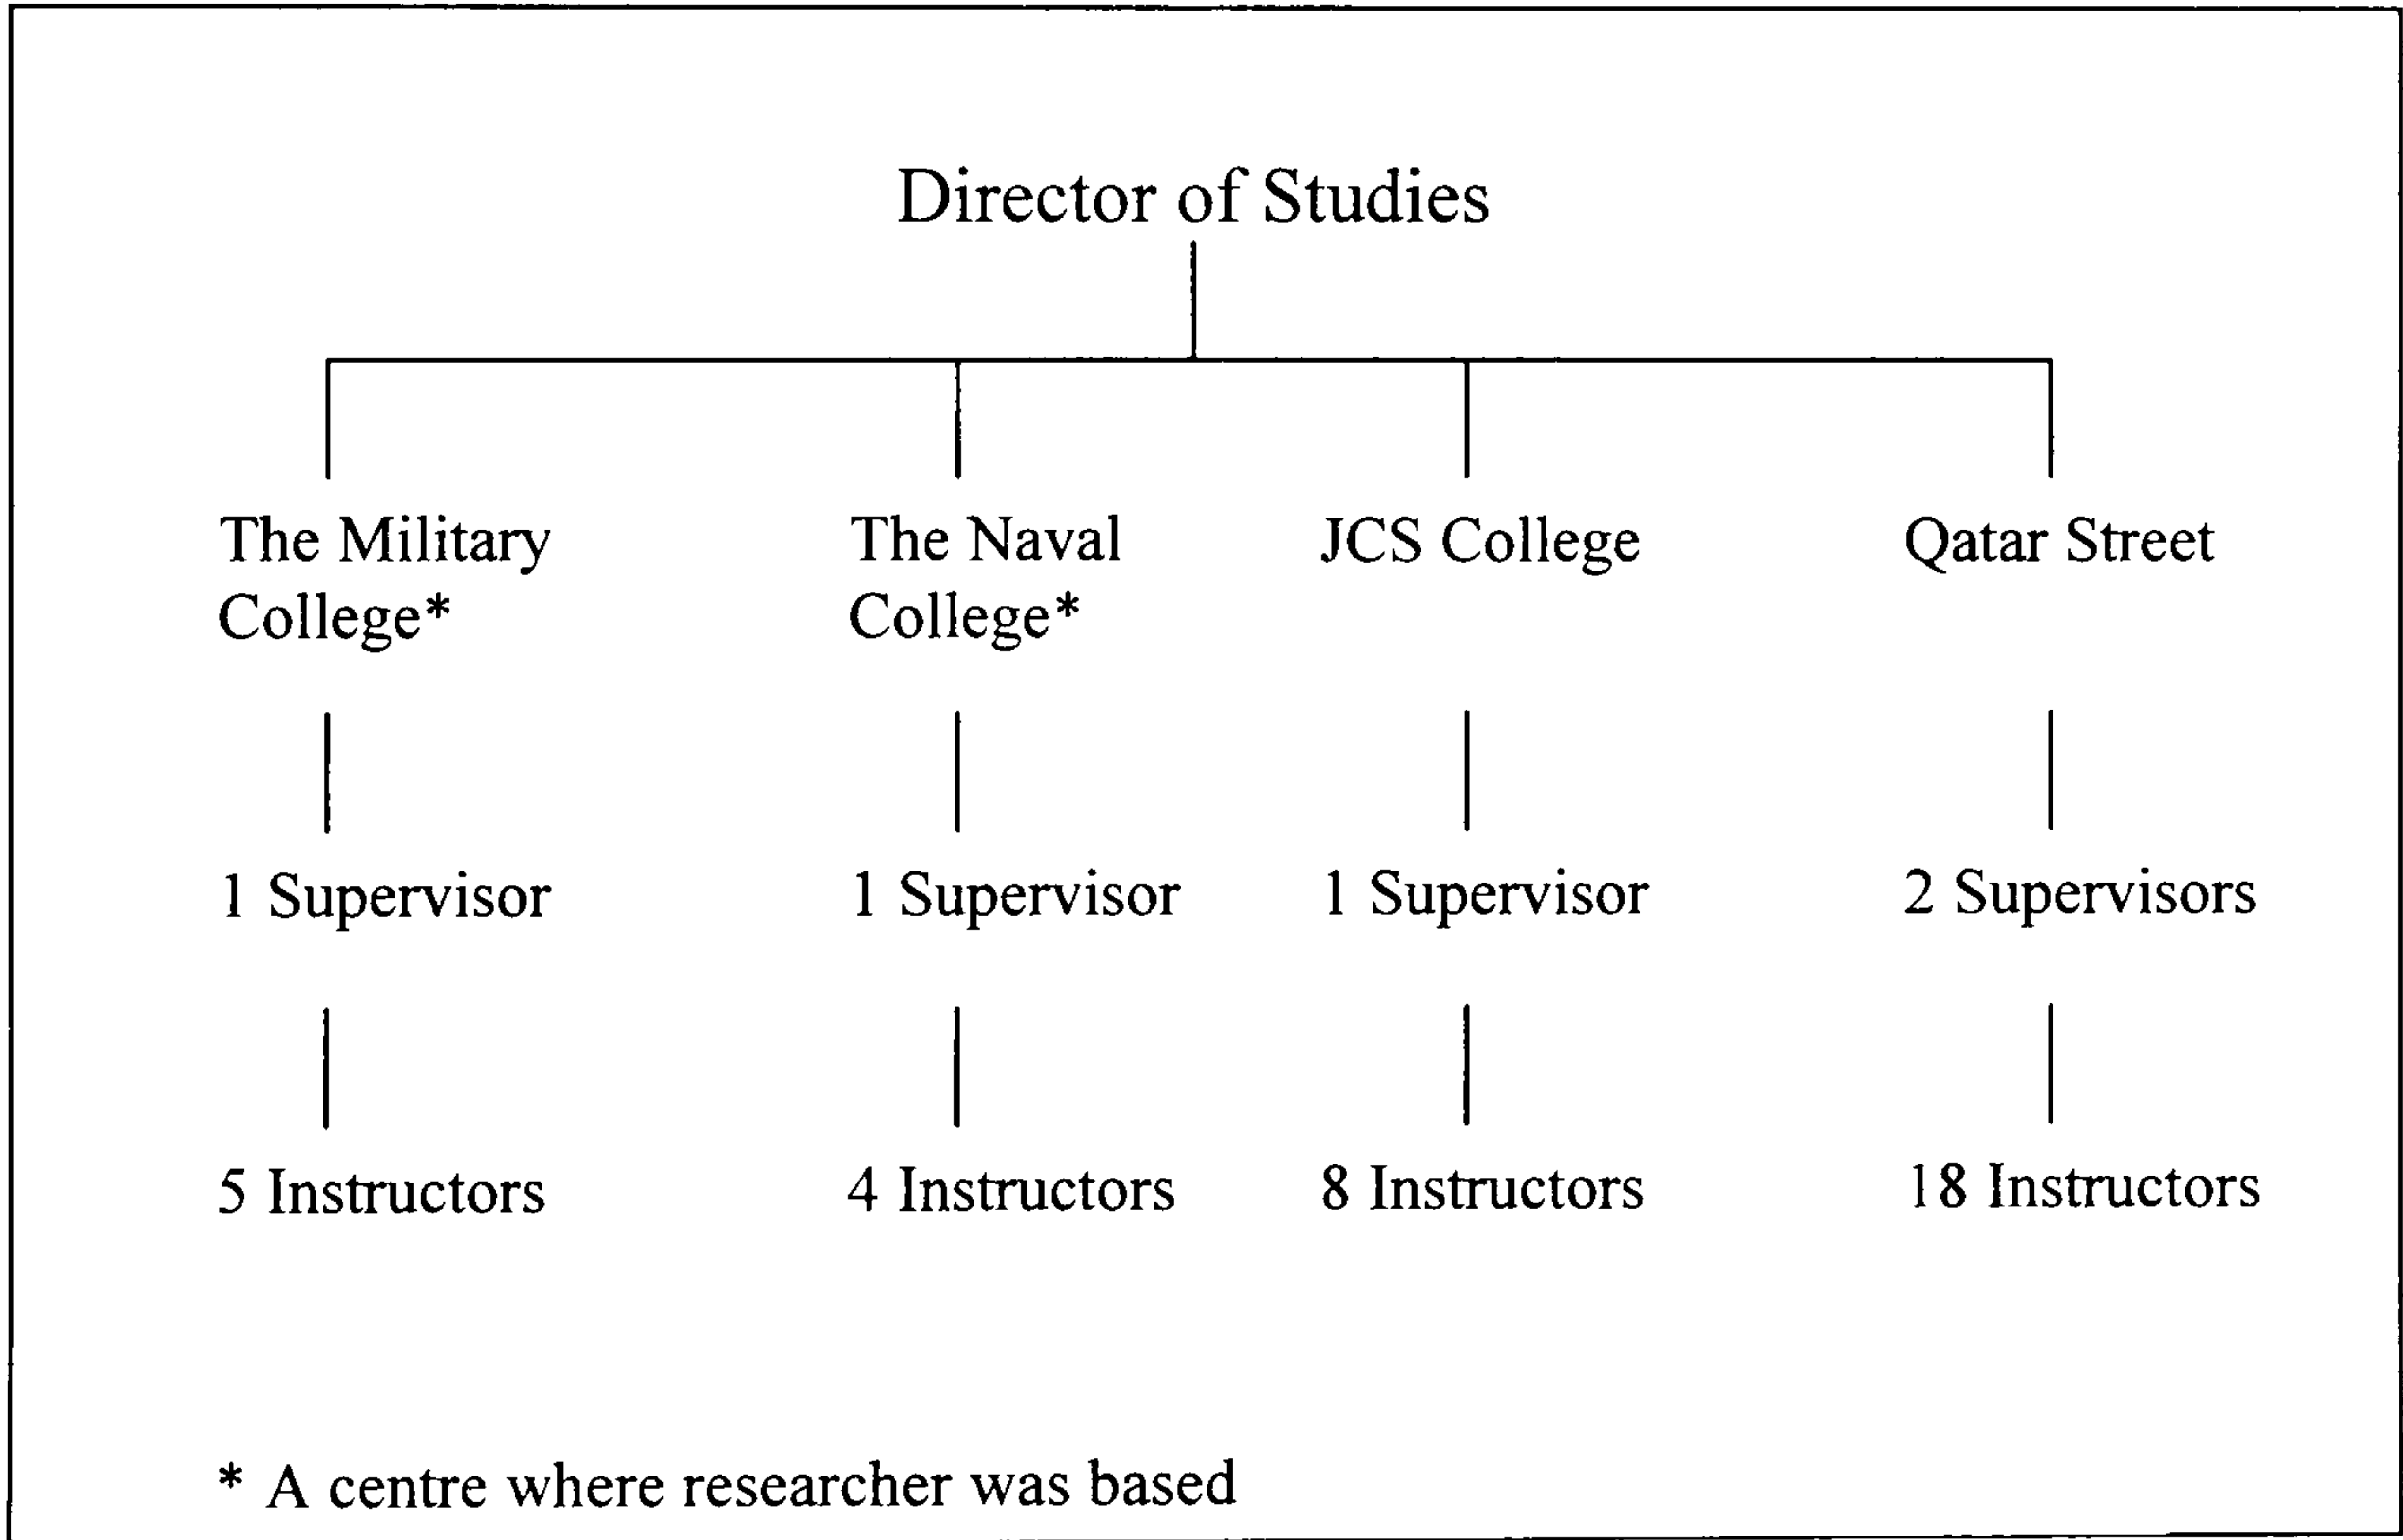 Director of Studies
The Military
College*
The Naval
College*
JCS College
Qatar Street
1 Supervisor
1 Supervisor
1 Supervisor
2 Supervisors
5 Instructors
4 Instructors
8 Instructors
18 Instructors
* A centre where researcher was based